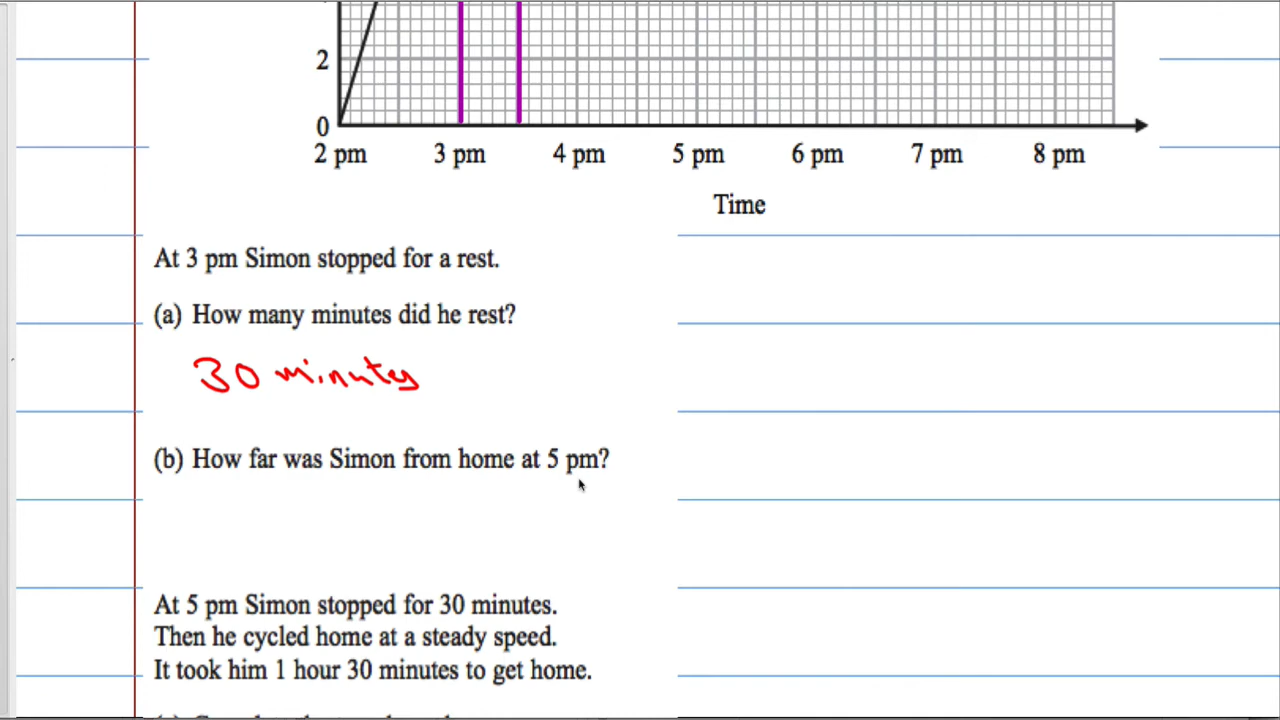 2
0
2 pm 3 pm 4 pm 5 pm 6 pm 7 pm 8 pm
Time
At 3 pm Simon stopped for a rest.
(a) How many minutes did he rest?
30 minutes
(b) How far was Simon from home at 5 pm?
At 5 pm Simon stopped for 30 minutes.
Then he cycled home at a steady speed.
It took him 1 hour 30 minutes to get home.